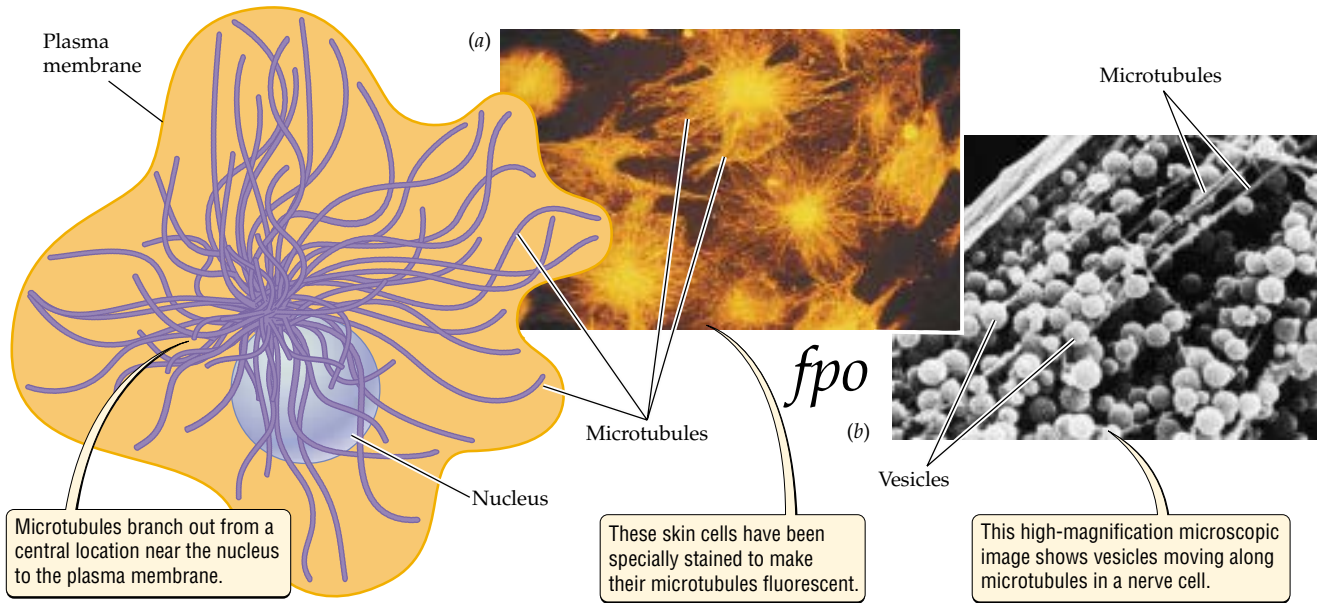 Plasma
membrane
(a)
Microtubules
Microtubules
fpo
(b)
Vesicles
Nucleus
Microtubules branch out from a
central location near the nucleus
to the plasma membrane.
These skin cells have been
specially stained to make
their microtubules fluorescent.
This high-magnification microscopic
image shows vesicles moving along
microtubules in a nerve cell.